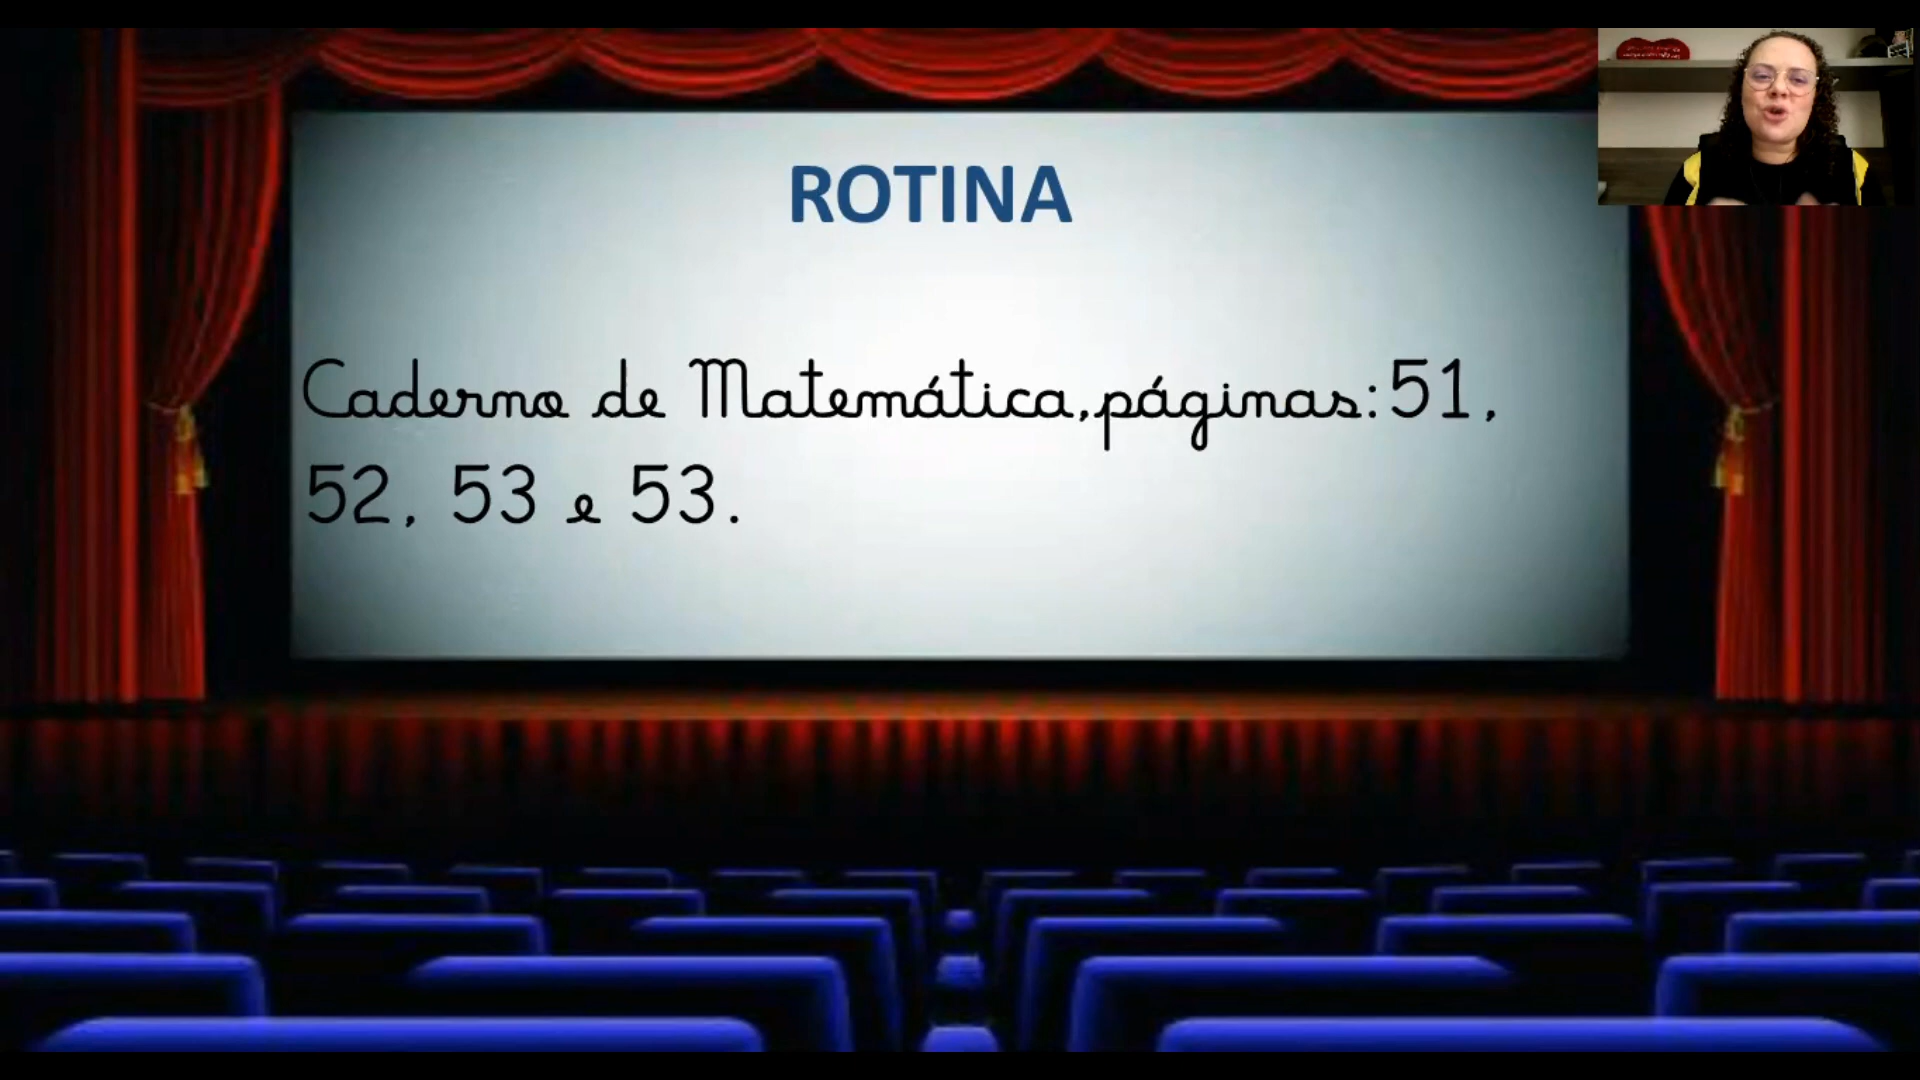 ROTINA
Caderno de Matemática,páginas:51,
52, 53 e 53.